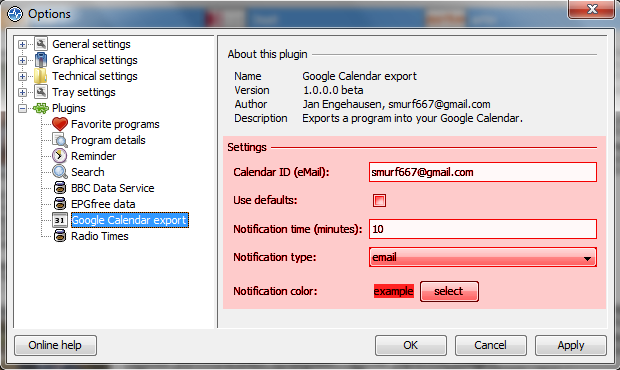 Options
General settings
Graphical settings
Technical settings
Tray settings
Plugins
Favorite programs
Program details
Reminder
Search
BBC Data Service
EPGfree data
31 Google Calendar export
Radio Times
About this plugin
Name Google Calendar export
Version 1.0.0.0 beta
Author Jan Engehausen, smurf667@gmail.com
Description Exports a program into your Google Calendar.
Settings
Calendar ID (eMail): smurf667@gmail.com
Use defaults:
Notification time (minutes): 10
Notification type: email
Notification color: example select
Online help OK Cancel Apply